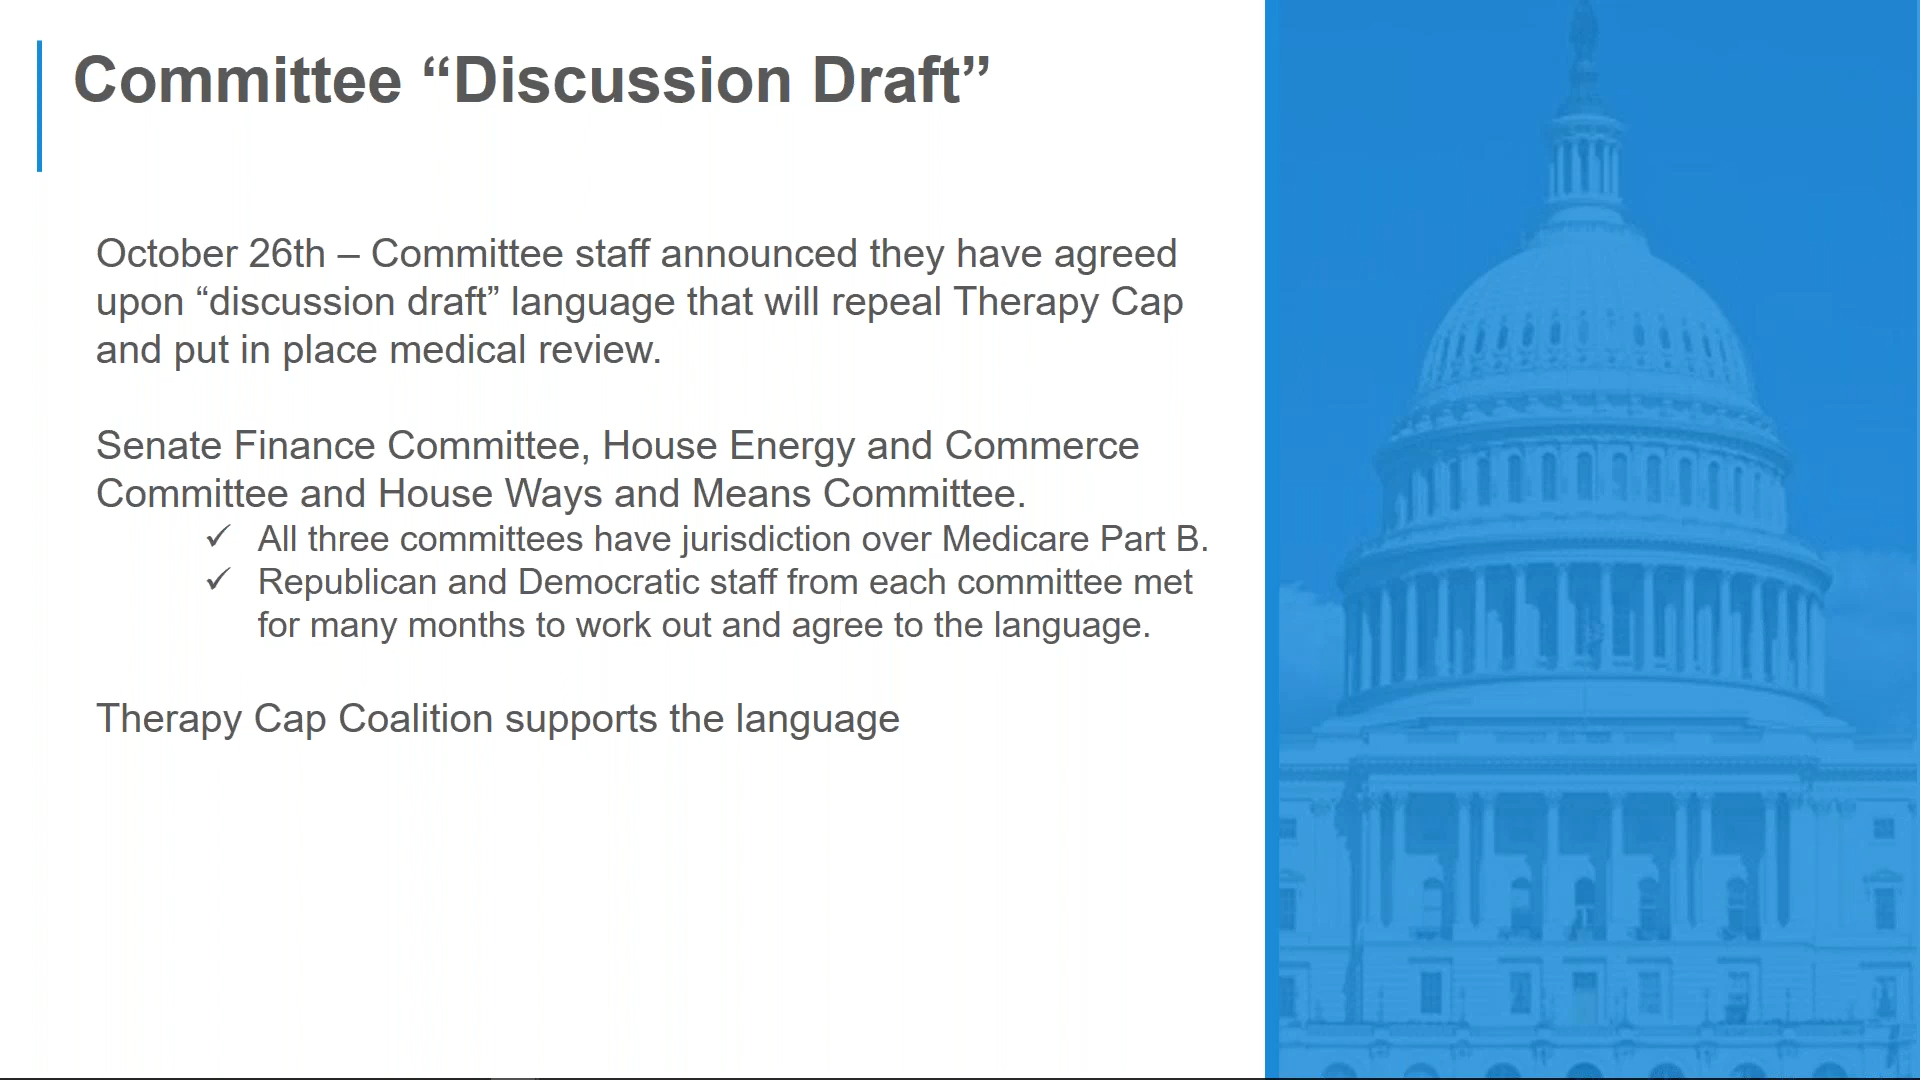 Committee “Discussion Draft”
October 26th – Committee staff announced they have agreed
upon “discussion draft” language that will repeal Therapy Cap
and put in place medical review.
Senate Finance Committee, House Energy and Commerce
Committee and House Ways and Means Committee.
✓ All three committees have jurisdiction over Medicare Part B.
✓ Republican and Democratic staff from each committee met
for many months to work out and agree to the language.
Therapy Cap Coalition supports the language